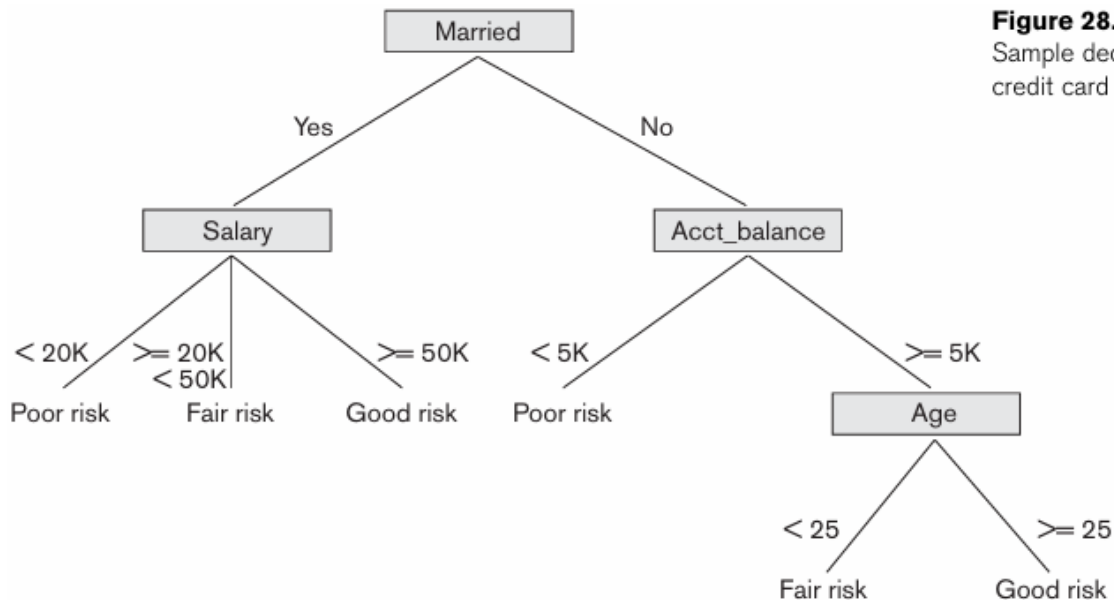 Married
Figure 28.
Sample dec
credit card
Yes
No
Salary
Acct_balance
< 20K
>= 20K
< 50K
>= 50K
< 5K
>= 5K
Poor risk
Fair risk
Good risk
Poor risk
Age
< 25
>= 25
Fair risk
Good risk